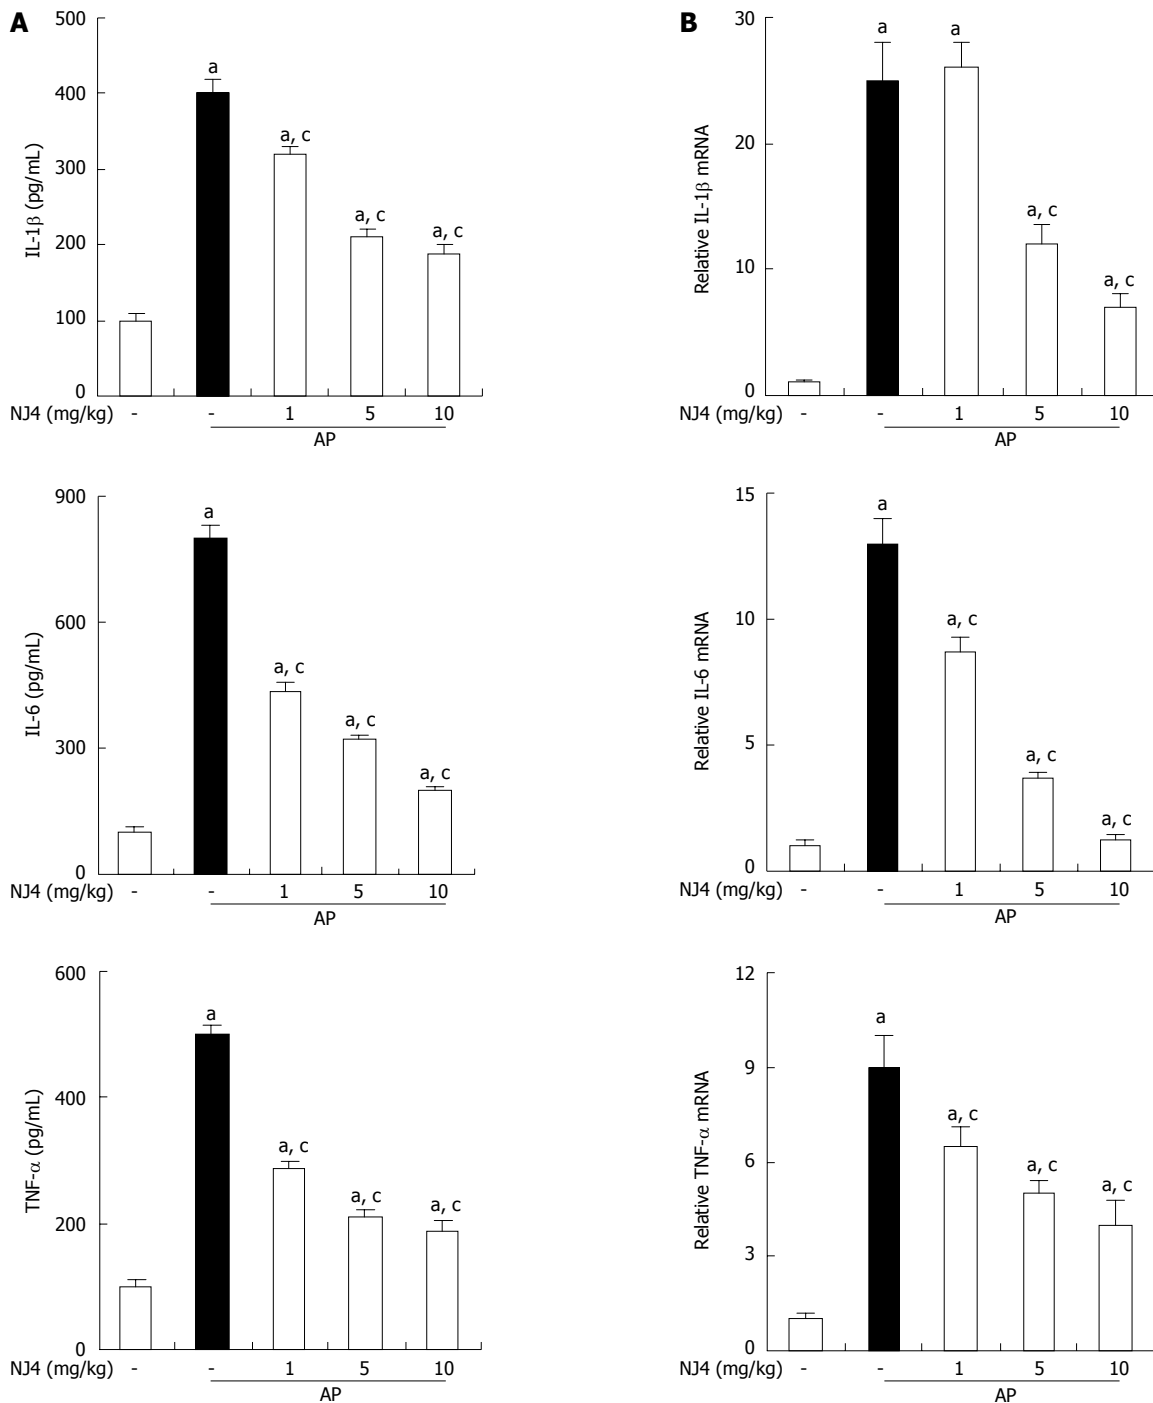 A
IL-1β (pg/mL)
500
400
300
200
100
0
a
a, c
a, c
a, c
NJ4 (mg/kg) - - 1 5 10
AP
B
Relative IL-1β mRNA
30
20
10
0
a
a
a, c
a, c
NJ4 (mg/kg) - - 1 5 10
AP
IL-6 (pg/mL)
900
600
300
0
a
a, c
a, c
a, c
NJ4 (mg/kg) - - 1 5 10
AP
Relative IL-6 mRNA
15
10
5
0
a
a, c
a, c
a, c
NJ4 (mg/kg) - - 1 5 10
AP
TNF-α (pg/mL)
600
400
200
0
a
a, c
a, c
a, c
NJ4 (mg/kg) - - 1 5 10
AP
Relative TNF-α mRNA
12
9
6
3
0
a
a, c
a, c
a, c
NJ4 (mg/kg) - - 1 5 10
AP